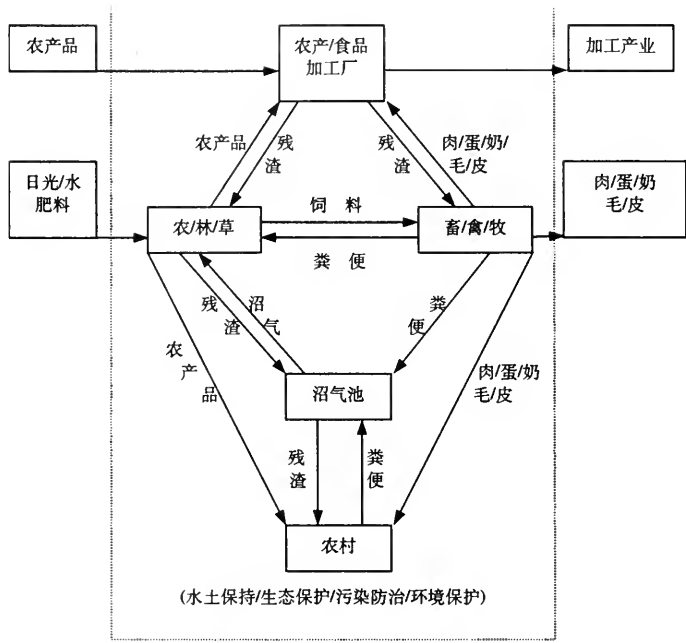 农产品
农产/食品
加工厂
加工产业
农产品
残
渣
残
渣
肉/蛋/奶/
毛/皮
日光/水
肥料
农/林/草
饲 料
粪 便
畜/禽/牧
肉/蛋/奶
毛/皮
残
渣
沼
气
粪
便
农
产
品
沼气池
肉/蛋/奶
毛/皮
残
渣
粪
便
农村
(水土保持/生态保护/污染防治/环境保护)